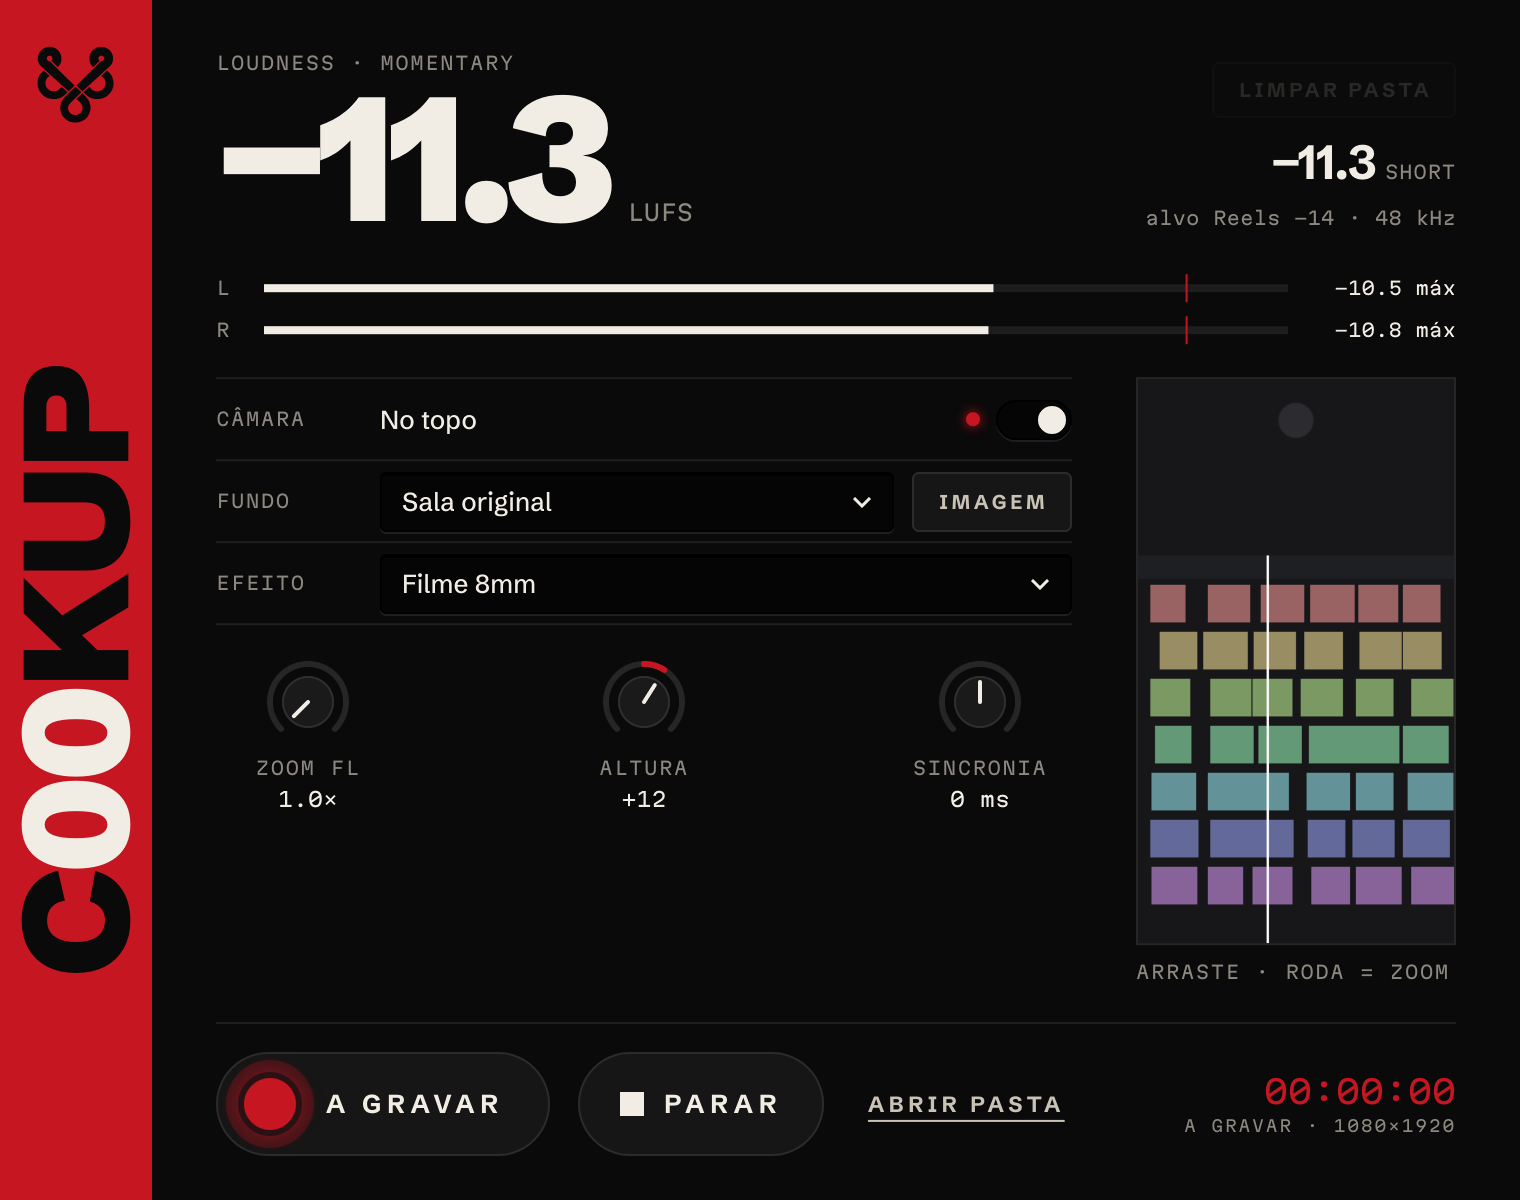 COOKUP
LOUDNESS · MOMENTARY
LIMPAR PASTA
−11.3 LUFS
−11.3 SHORT
alvo Reels −14 · 48 kHz
L −10.5 máx
R −10.8 máx
CÂMARA No topo
FUNDO Sala original IMAGEM
EFEITO Filme 8mm
ZOOM FL ALTURA SINCRONIA
1.0× +12 0 ms
ARRASTE · RODA = ZOOM
A GRAVAR PARAR ABRIR PASTA 00:00:00
A GRAVAR · 1080×1920